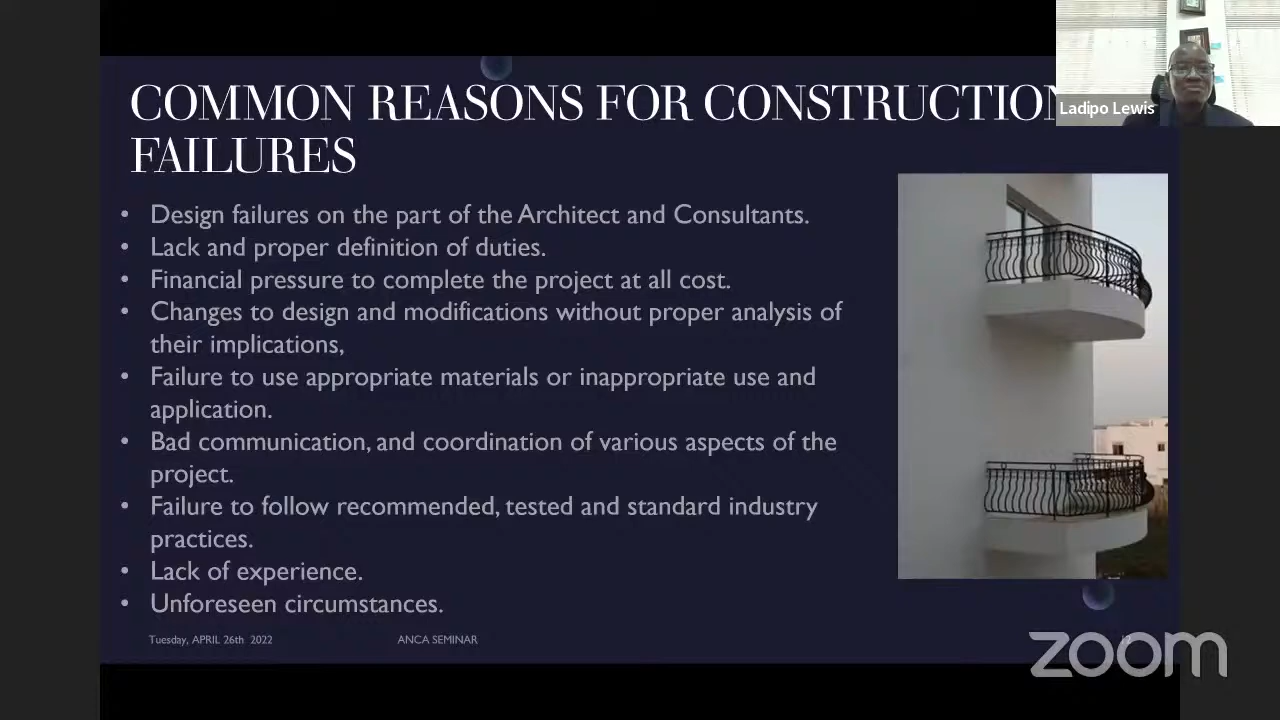 COMMON REASONS FOR CONSTRUCTION
FAILURES
Ladipo Lewis
• Design failures on the part of the Architect and Consultants.
• Lack and proper definition of duties.
• Financial pressure to complete the project at all cost.
• Changes to design and modifications without proper analysis of
their implications,
• Failure to use appropriate materials or inappropriate use and
application.
• Bad communication, and coordination of various aspects of the
project.
• Failure to follow recommended, tested and standard industry
practices.
• Lack of experience.
• Unforeseen circumstances.
Tuesday, APRIL 26th 2022
ANCA SEMINAR
zoom